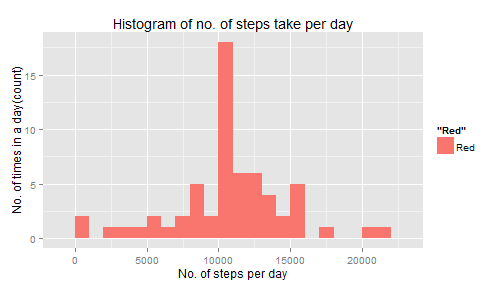 Histogram of no. of steps take per day
No. of times in a day(count)
15
10
5
0
0 5000 10000 15000 20000
No. of steps per day
"Red"
Red